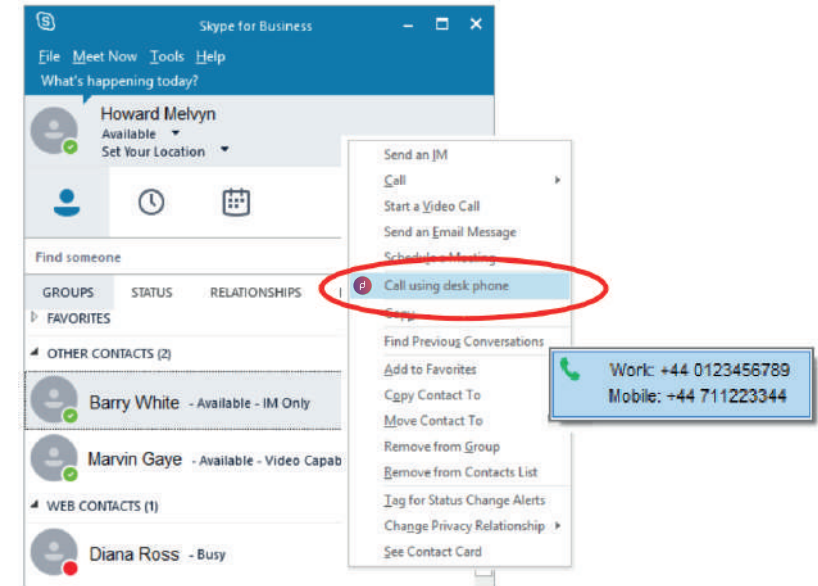 Skype for Business
File Meet Now Tools Help
What's happening today?
Howard Melvyn
Available
Set Your Location
Find someone
GROUPS STATUS RELATIONSHIPS
FAVORITES
OTHER CONTACTS (2)
Barry White - Available - IM Only
Marvin Gaye - Available - Video Capab
WEB CONTACTS (1)
Diana Ross - Busy
Send an IM
Call
Start a Video Call
Send an Email Message
Schedule a Meeting
Call using desk phone
Copy
Find Previous Conversations
Add to Favorites
Copy Contact To
Move Contact To
Remove from Group
Remove from Contacts List
Tag for Status Change Alerts
Change Privacy Relationship
See Contact Card
Work: +44 0123456789
Mobile: +44 711223344